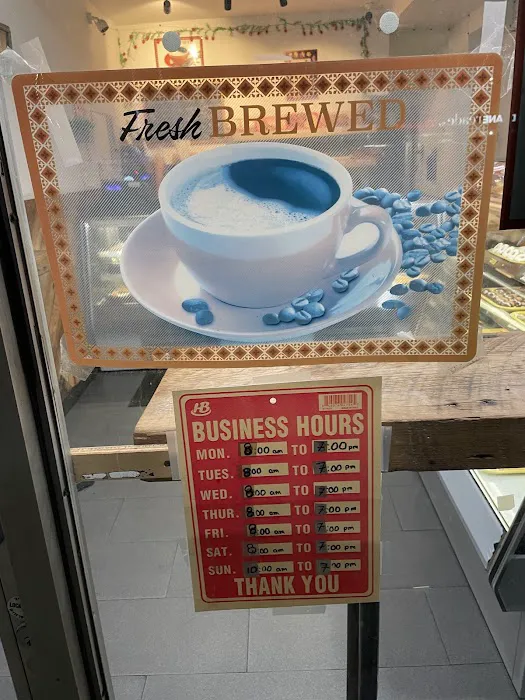 Fresh BREWED
HB
BUSINESS HOURS
MON. 8:00 am TO 7:00 pm
TUES. 8:00 am TO 7:00 pm
WED. 8:00 am TO 7:00 pm
THUR. 8:00 am TO 7:00 pm
FRI. 8:00 am TO 7:00 pm
SAT. 8:00 am TO 7:00 pm
SUN. 10:00 am TO 7:00 pm
THANK YOU